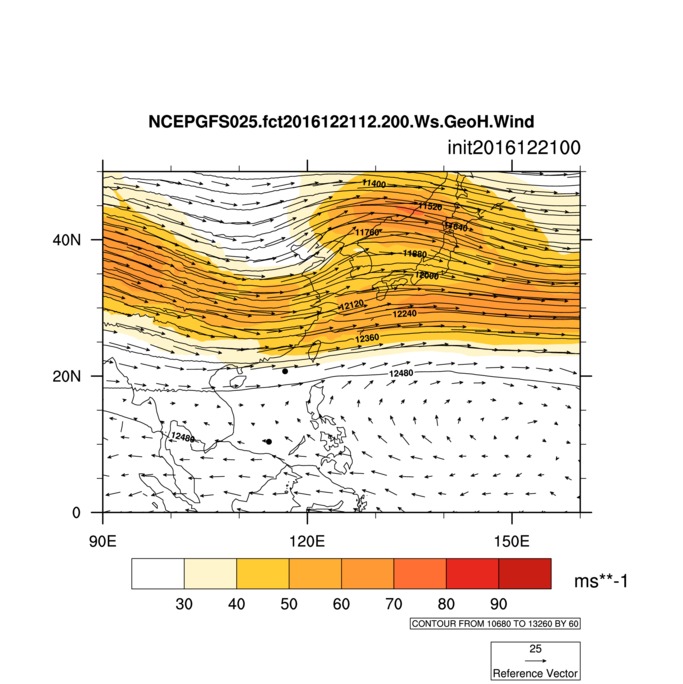 NCEPGFS025.fct2016122112.200.Ws.GeoH.Wind
init2016122100
11400
11520
11640
11760
11880
12000
12120
12240
12360
12480
12480
40N
20N
0
90E 120E 150E
30 40 50 60 70 80 90
ms**-1
CONTOUR FROM 10680 TO 13260 BY 60
25
Reference Vector